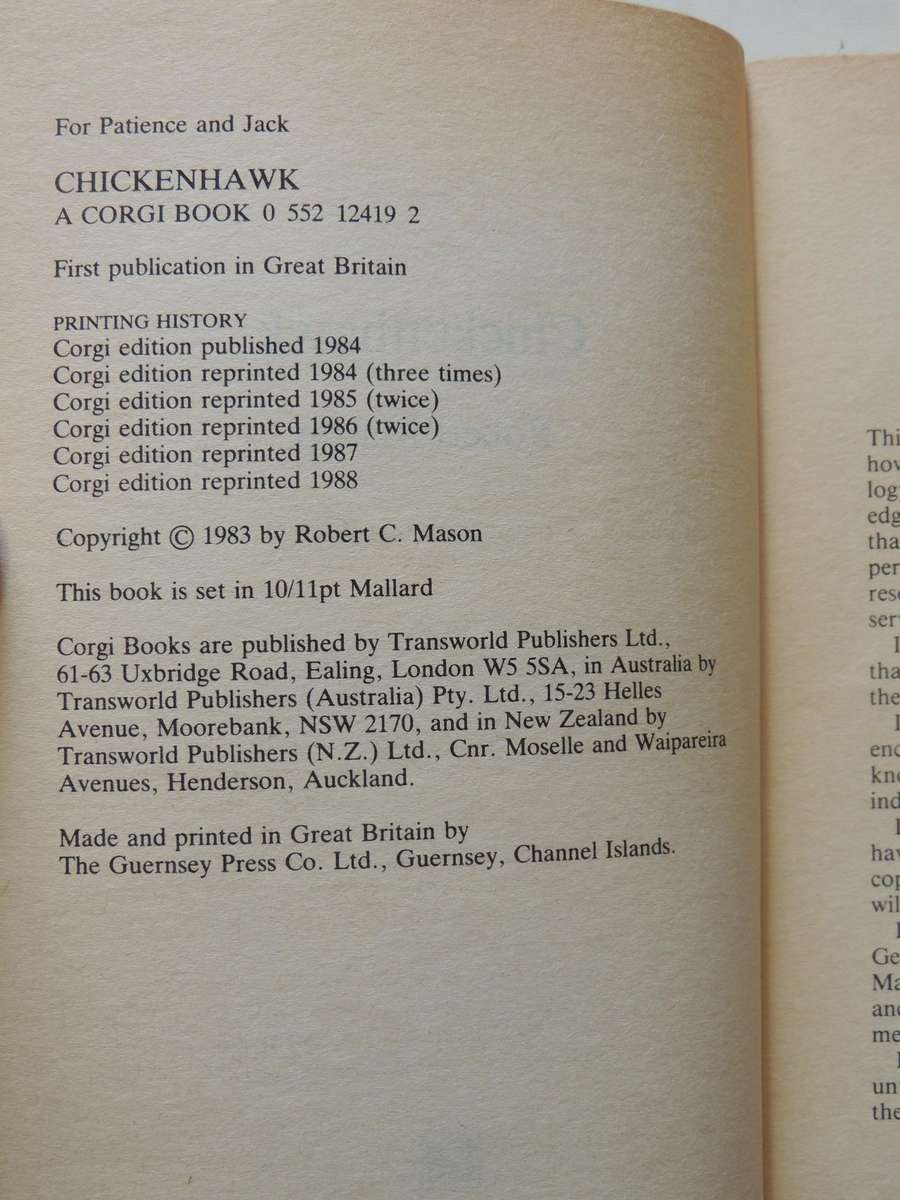 For Patience and Jack
CHICKENHAWK
A CORGI BOOK 0 552 12419 2
First publication in Great Britain
PRINTING HISTORY
Corgi edition published 1984
Corgi edition reprinted 1984 (three times)
Corgi edition reprinted 1985 (twice)
Corgi edition reprinted 1986 (twice)
Corgi edition reprinted 1987
Corgi edition reprinted 1988
Copyright © 1983 by Robert C. Mason
This book is set in 10/11pt Mallard
Corgi Books are published by Transworld Publishers Ltd.,
61-63 Uxbridge Road, Ealing, London W5 5SA, in Australia by
Transworld Publishers (Australia) Pty. Ltd., 15-23 Helles
Avenue, Moorebank, NSW 2170, and in New Zealand by
Transworld Publishers (N.Z.) Ltd., Cnr. Moselle and Waipareira
Avenues, Henderson, Auckland.
Made and printed in Great Britain by
The Guernsey Press Co. Ltd., Guernsey, Channel Islands.